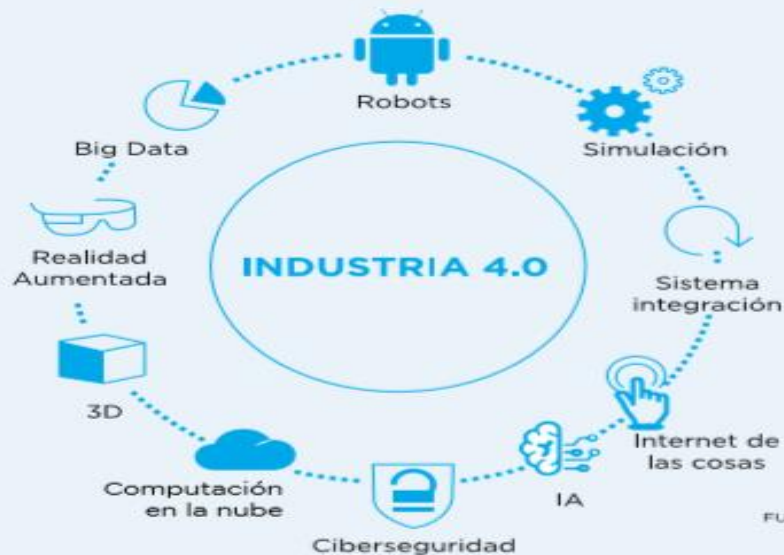 Robots
Big Data
Simulación
INDUSTRIA 4.0
Realidad
Aumentada
Sistema
integración
3D
Internet de
las cosas
Computación
en la nube
IA
Ciberseguridad
FU